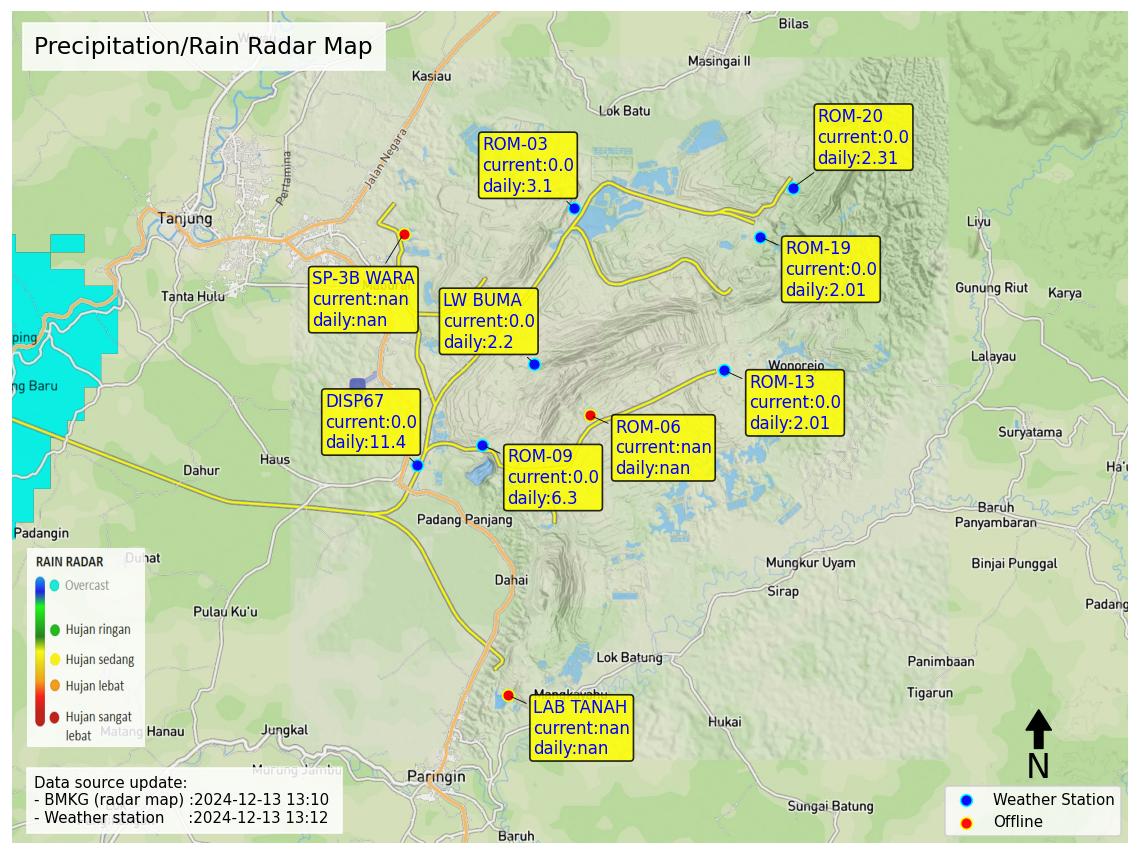 Precipitation/Rain Radar Map
Bilas
Masingai II
Kasiau
Lok Batu
Jalan Negara
Pertamina
Tanjung
ROM-03
current:0.0
daily:3.1
ROM-20
current:0.0
daily:2.31
ROM-19
current:0.0
daily:2.01
SP-3B WARA
current:nan
daily:nan
LW BUMA
current:0.0
daily:2.2
Liyu
Gunung Riut
Karya
Tanta Hulu
Lalayau
Wonorejo
ping
ng Baru
ROM-13
current:0.0
daily:2.01
DISP67
current:0.0
daily:11.4
ROM-06
current:nan
daily:nan
ROM-09
current:0.0
daily:6.3
Suryatama
Ha'u
Haus
Dahur
Padang Panjang
Baruh
Panyambaran
Padangin
Duhat
Mungkur Uyam
Binjai Punggal
Dahai
Sirap
Padang
Pulau Ku'u
RAIN RADAR
Overcast
Hujan ringan
Hujan sedang
Hujan lebat
Hujan sangat
lebat
Lok Batung
Panimbaan
Tigarun
Mangkayahu
LAB TANAH
current:nan
daily:nan
Hukai
Matang Hanau
Jungkal
Murung Jambu
Paringin
Sungai Batung
Baruh
Data source update:
- BMKG (radar map) :2024-12-13 13:10
- Weather station :2024-12-13 13:12
N
Weather Station
Offline